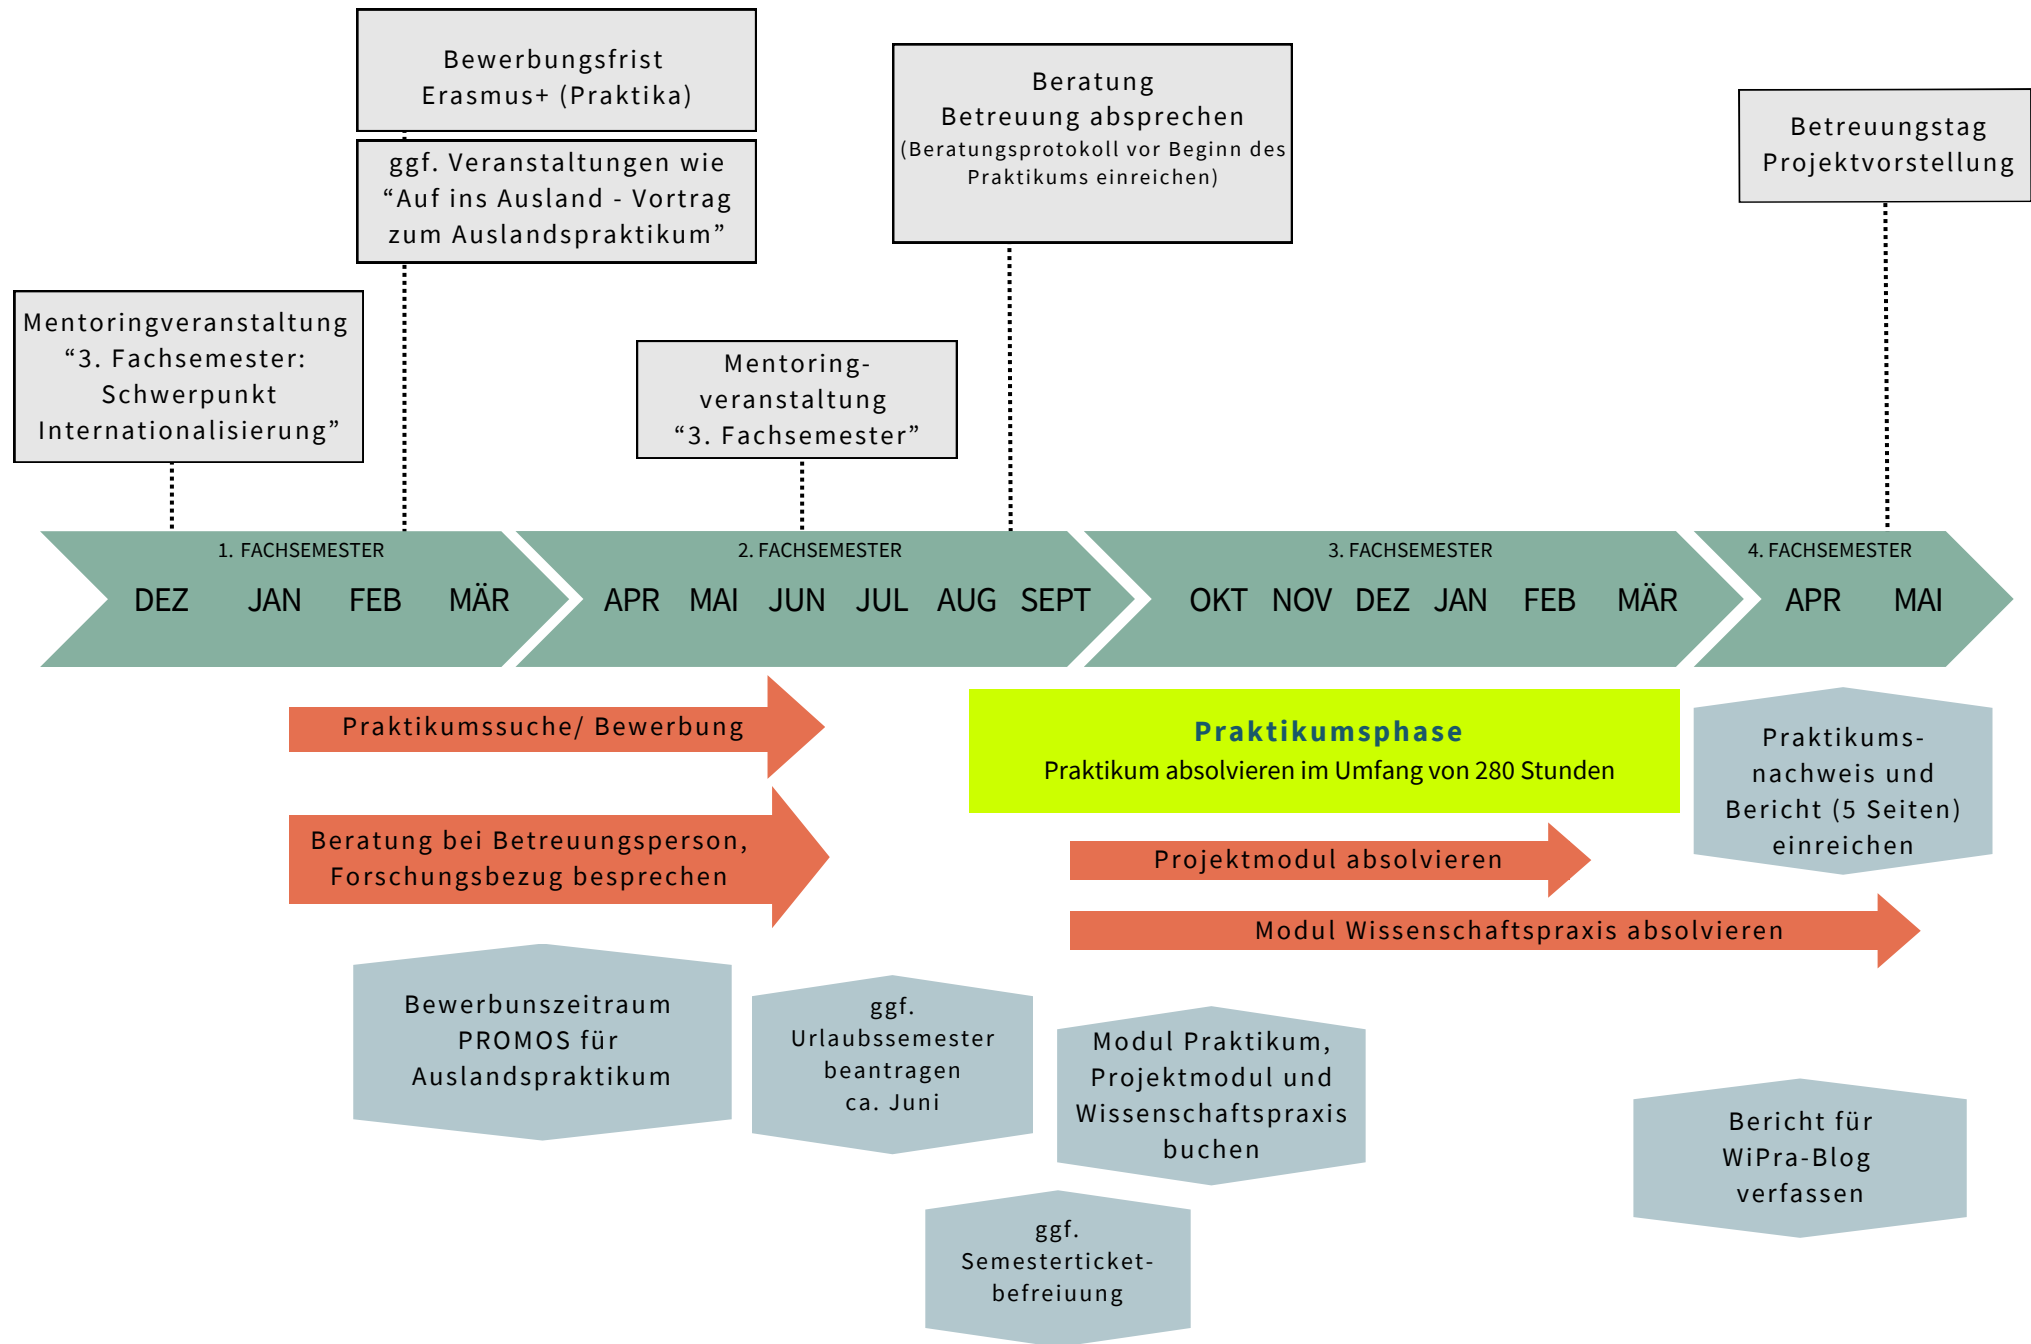 Bewerbungsfrist
Erasmus+ (Praktika)
ggf. Veranstaltungen wie
“Auf ins Ausland - Vortrag
zum Auslandspraktikum”
Beratung
Betreuung absprechen
(Beratungsprotokoll vor Beginn des
Praktikums einreichen)
Betreuungstag
Projektvorstellung
Mentoringveranstaltung
“3. Fachsemester:
Schwerpunkt
Internationalisierung”
Mentoring-
veranstaltung
“3. Fachsemester”
1. FACHSEMESTER
DEZ JAN FEB MÄR
2. FACHSEMESTER
APR MAI JUN JUL AUG SEPT
3. FACHSEMESTER
OKT NOV DEZ JAN FEB MÄR
4. FACHSEMESTER
APR MAI
Praktikumssuche/ Bewerbung
Praktikumsphase
Praktikum absolvieren im Umfang von 280 Stunden
Praktikums-
nachweis und
Bericht (5 Seiten)
einreichen
Beratung bei Betreuungsperson,
Forschungsbezug besprechen
Projektmodul absolvieren
Modul Wissenschaftspraxis absolvieren
Bewerbunszeitraum
PROMOS für
Auslandspraktikum
ggf.
Urlaubssemester
beantragen
ca. Juni
Modul Praktikum,
Projektmodul und
Wissenschaftspraxis
buchen
Bericht für
WiPra-Blog
verfassen
ggf.
Semesterticket-
befreiuung